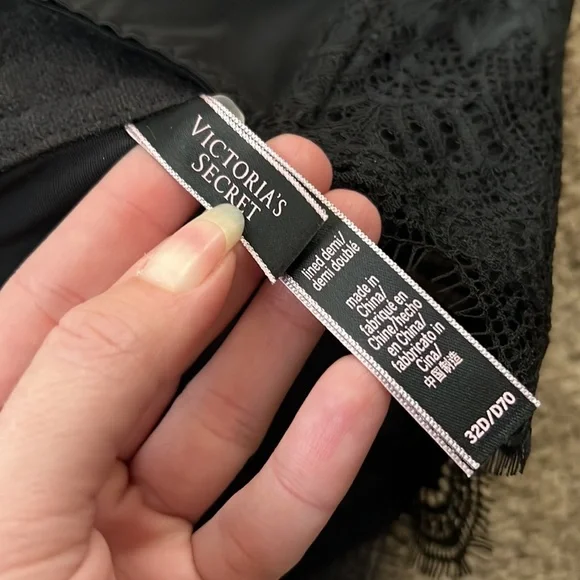 VICTORIA'S
SECRET
lined demi/
demi doublé
made in
China/
fabriqué en
Chine/hecho
en China/
fabbricato in
Cina/
中国制造
32D/D70